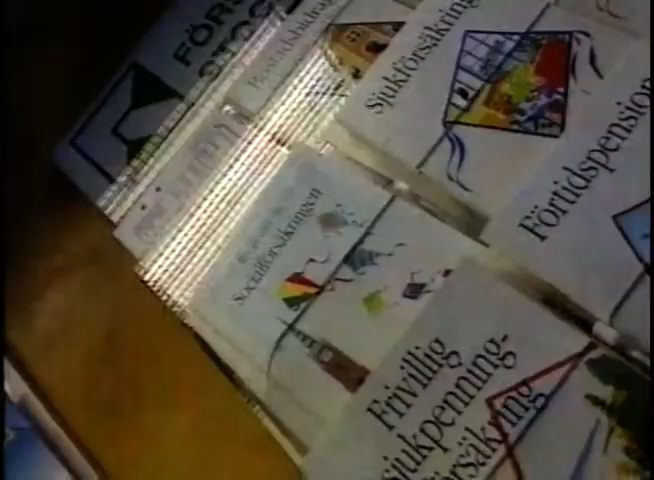 FÖRS
Bostadsbidrag
Sjukförsäkring
Förtidspension
Socialförsäkringen
Frivillig
sjukpenning-
försäkring